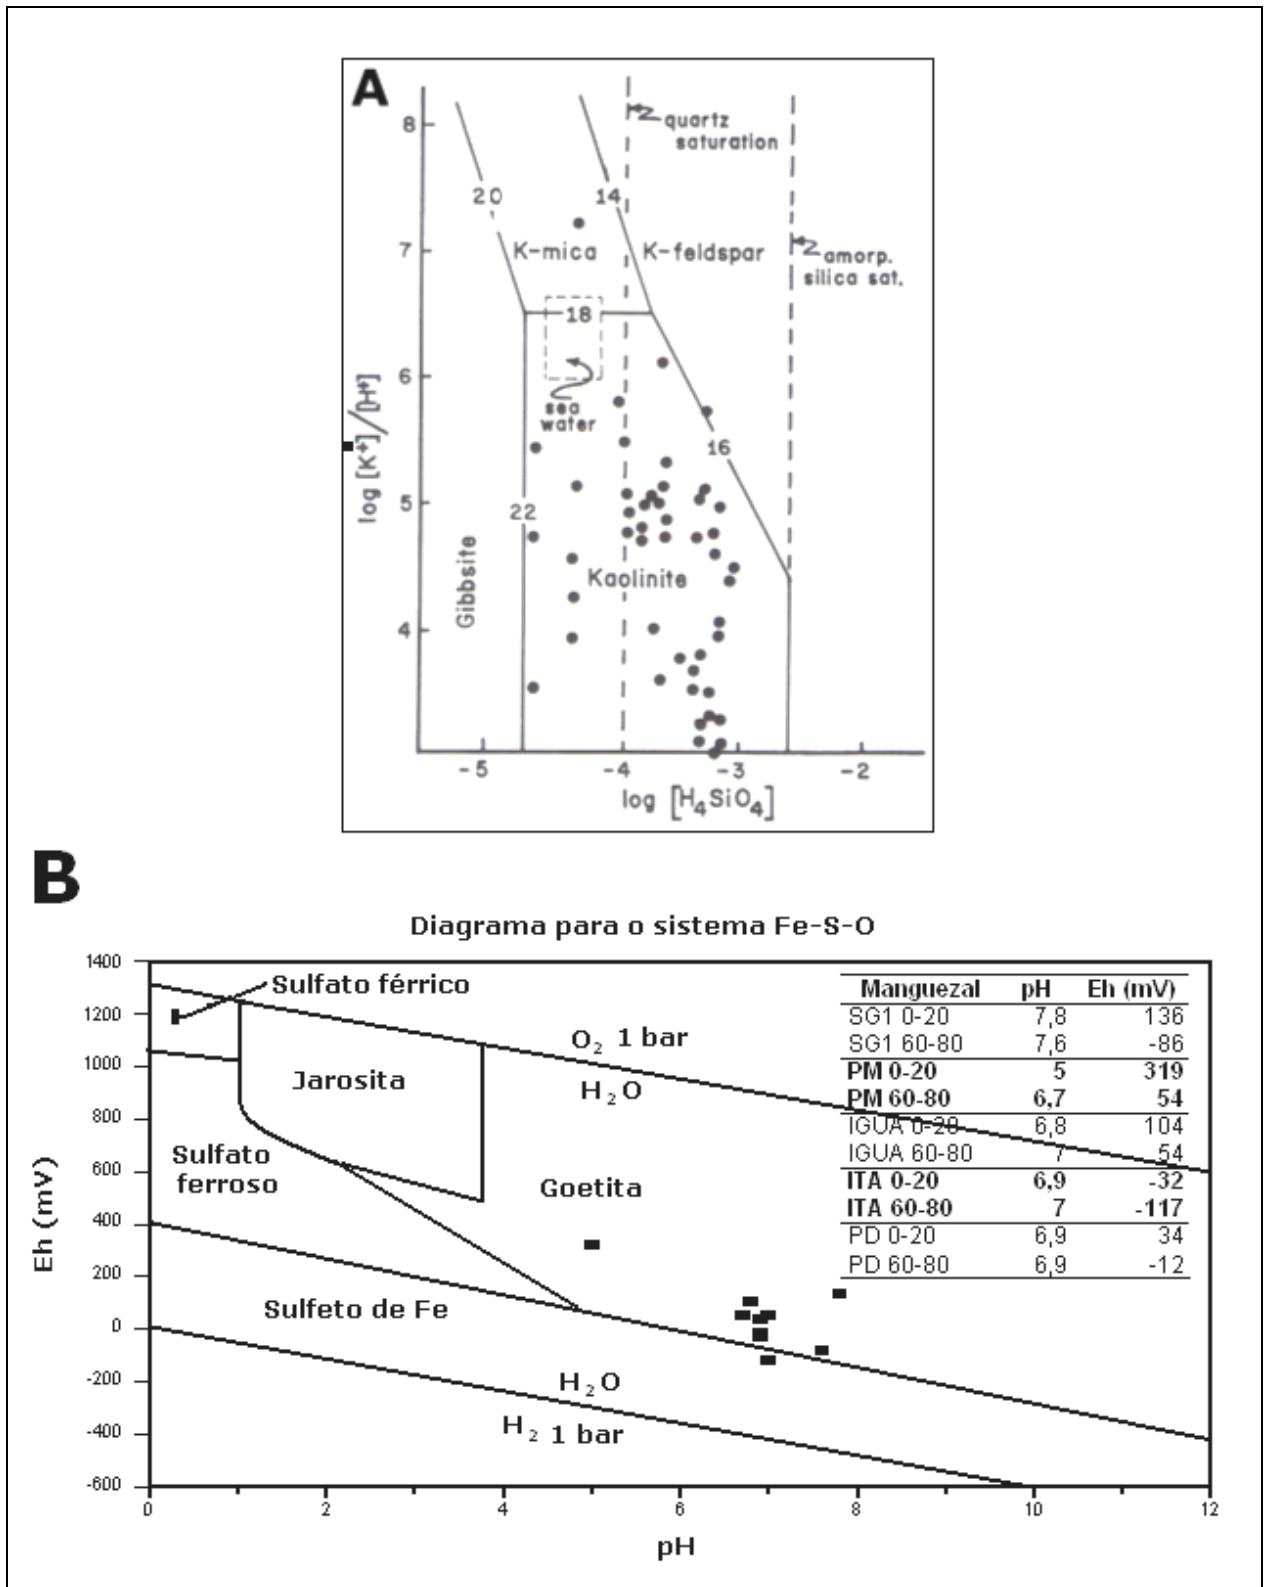 A
8
quartz
saturation
20
14
7
K-mica
K-feldspar
amorp.
silica sat.
18
6
sea
water
log [K⁺]/[H⁺]
16
5
22
Gibbsite
Kaolinite
4
-5
-4
-3
-2
log [H₄SiO₄]
B
Diagrama para o sistema Fe-S-O
1400
1200
1000
800
600
400
200
0
-200
-400
-600
Eh (mV)
Sulfato férrico
O₂ 1 bar
H₂O
Jarosita
Sulfato
ferroso
Goetita
Sulfeto de Fe
H₂O
H₂ 1 bar
Manguezal pH Eh (mV)
SG1 0-20 7,8 136
SG1 60-80 7,6 -86
PM 0-20 5 319
PM 60-80 6,7 54
IGUA 0-20 6,8 104
IGUA 60-80 7 54
ITA 0-20 6,9 -32
ITA 60-80 7 -117
PD 0-20 6,9 34
PD 60-80 6,9 -12
0 2 4 6 8 10 12
pH